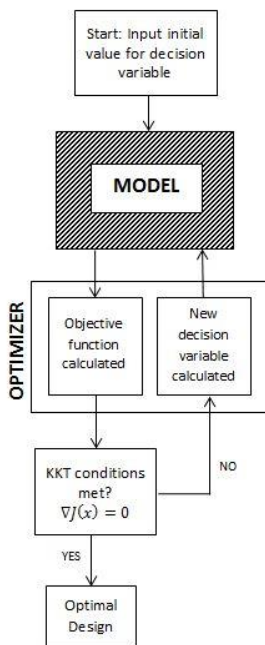 Start: Input initial
value for decision
variable
MODEL
OPTIMIZER
Objective
function
calculated
New
decision
variable
calculated
KKT conditions
met?
∇J(x) = 0
NO
YES
Optimal
Design